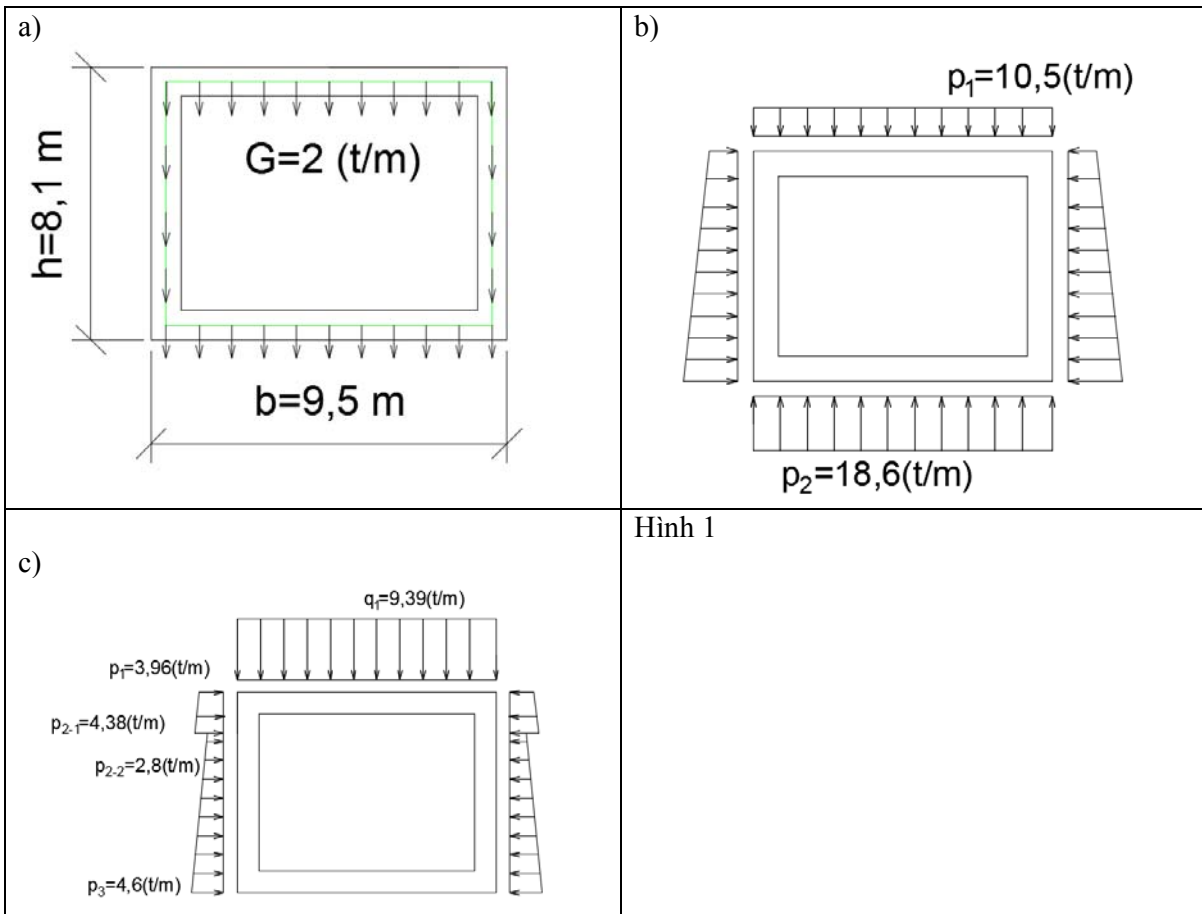 a)
h=8,1 m
G=2 (t/m)
b=9,5 m
b)
p₁=10,5(t/m)
p₂=18,6(t/m)
c)
q₁=9,39(t/m)
p₁=3,96(t/m)
p₂₋₁=4,38(t/m)
p₂₋₂=2,8(t/m)
p₃=4,6(t/m)
Hình 1